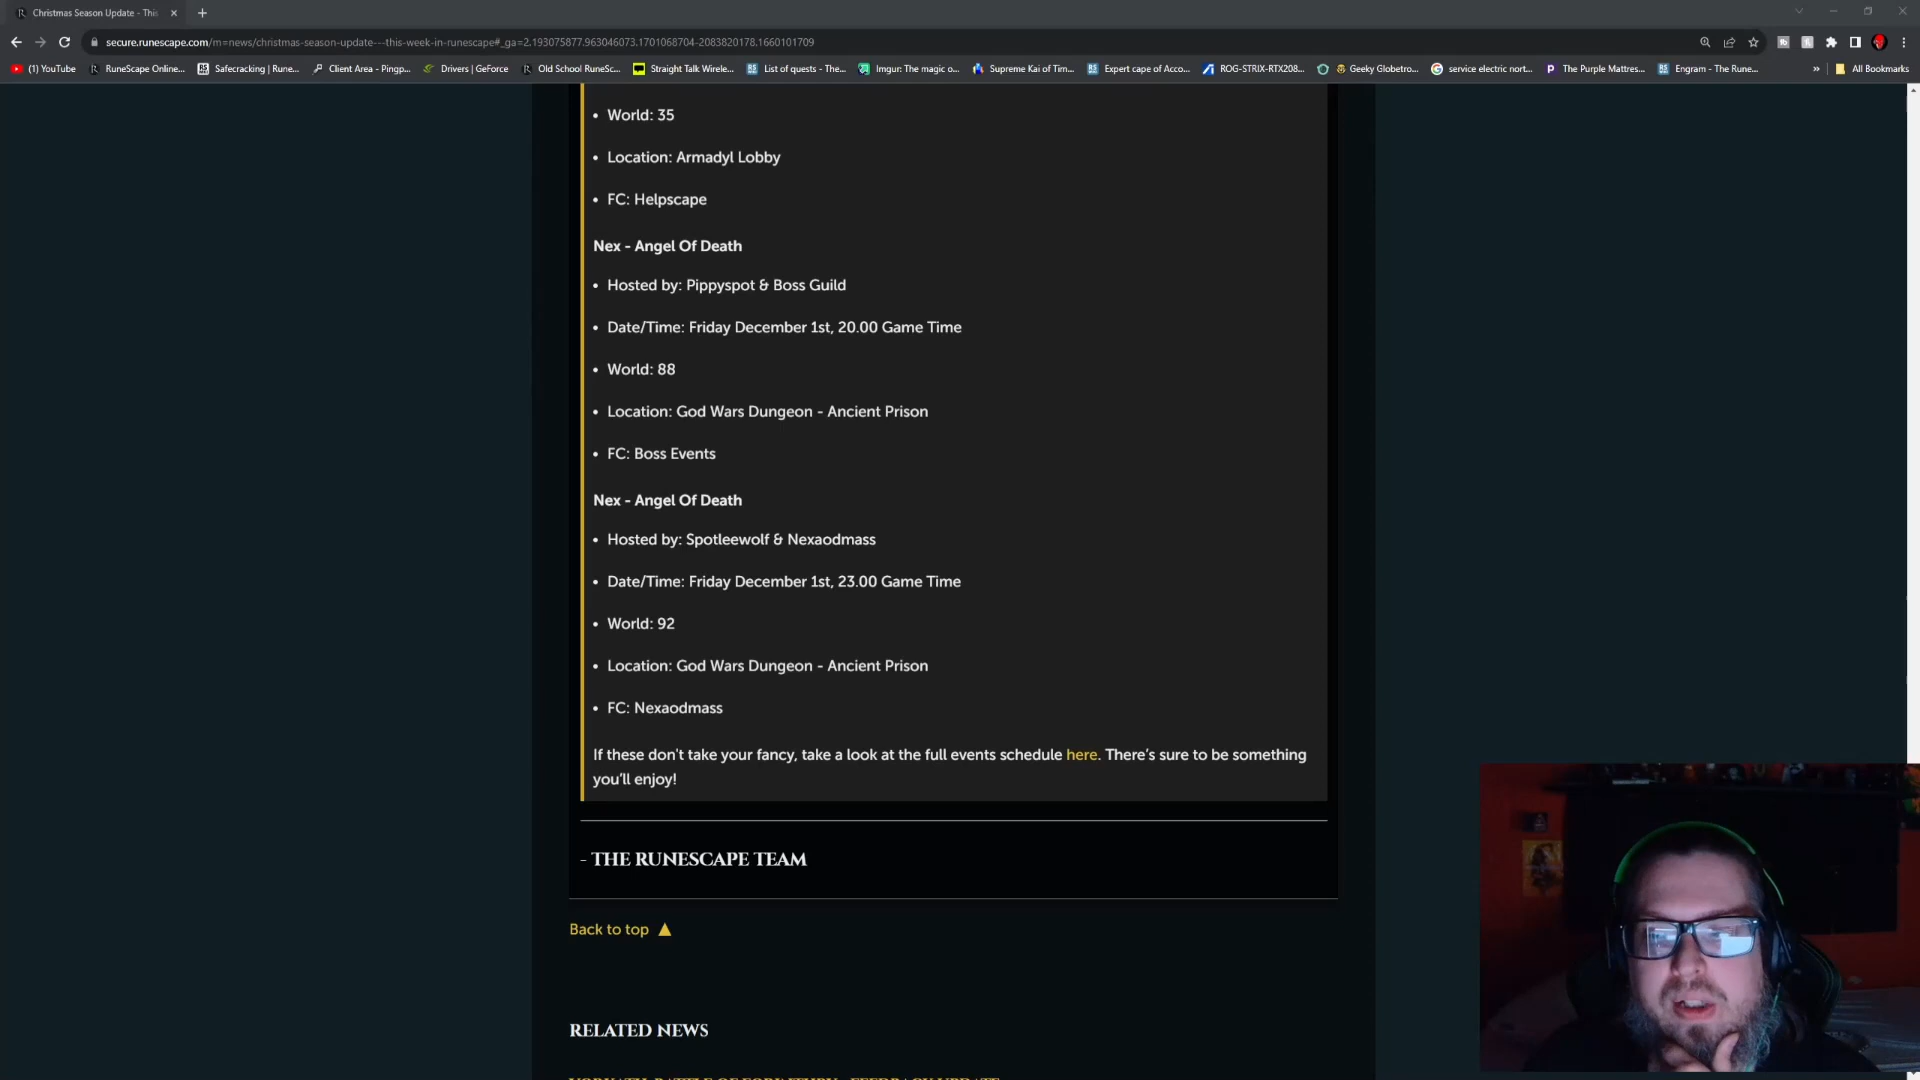 Christmas Season Update - This
secure.runescape.com/m=news/christmas-season-update---this-week-in-runescape#_ga=2.193075877.963046073.1701068704-2083820178.1660101709
(1) YouTube
RuneScape Online...
Safecracking | Rune...
Client Area - Pingp...
Drivers | GeForce
Old School RuneSc...
Straight Talk Wirele...
List of quests - The...
Imgur: The magic o...
Supreme Kai of Tim...
Expert cape of Acco...
ROG-STRIX-RTX208...
Geeky Globetro...
service electric nort...
The Purple Mattres...
Engram - The Rune...
» All Bookmarks
• World: 35
• Location: Armadyl Lobby
• FC: Helpscape
Nex - Angel Of Death
• Hosted by: Pippyspot & Boss Guild
• Date/Time: Friday December 1st, 20.00 Game Time
• World: 88
• Location: God Wars Dungeon - Ancient Prison
• FC: Boss Events
Nex - Angel Of Death
• Hosted by: Spotleewolf & Nexaodmass
• Date/Time: Friday December 1st, 23.00 Game Time
• World: 92
• Location: God Wars Dungeon - Ancient Prison
• FC: Nexaodmass
If these don't take your fancy, take a look at the full events schedule here. There's sure to be something
you'll enjoy!
- THE RUNESCAPE TEAM
Back to top ▲
RELATED NEWS